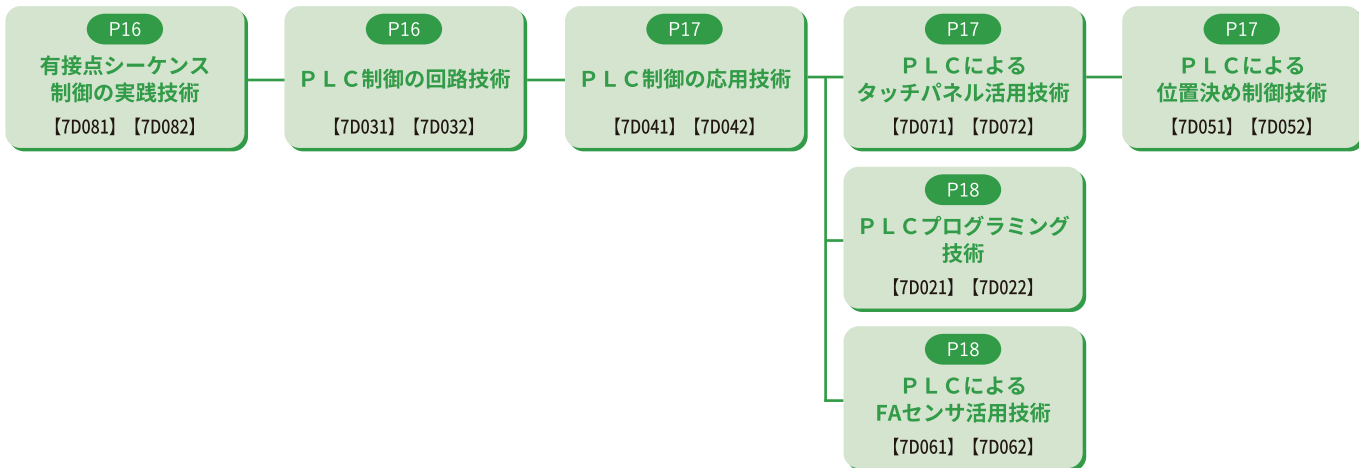 P16
有接点シーケンス
制御の実践技術
【7D081】【7D082】
P16
ＰＬＣ制御の回路技術
【7D031】【7D032】
P17
ＰＬＣ制御の応用技術
【7D041】【7D042】
P17
ＰＬＣによる
タッチパネル活用技術
【7D071】【7D072】
P17
ＰＬＣによる
位置決め制御技術
【7D051】【7D052】
P18
ＰＬＣプログラミング
技術
【7D021】【7D022】
P18
ＰＬＣによる
FAセンサ活用技術
【7D061】【7D062】